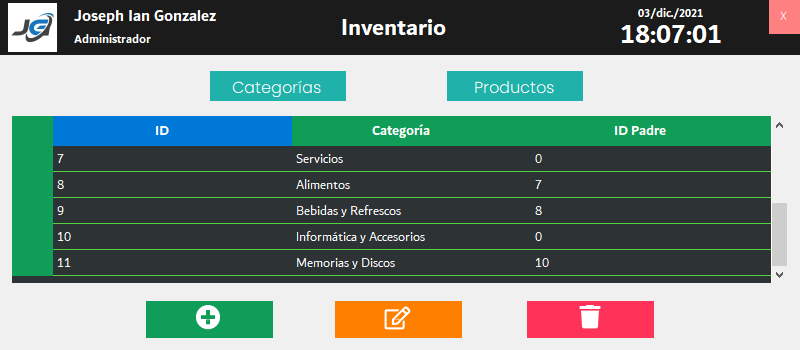 JG
Joseph Ian Gonzalez
Administrador
Inventario
03/dic./2021
18:07:01
X
Categorías
Productos
ID Categoría ID Padre
7 Servicios 0
8 Alimentos 7
9 Bebidas y Refrescos 8
10 Informática y Accesorios 0
11 Memorias y Discos 10